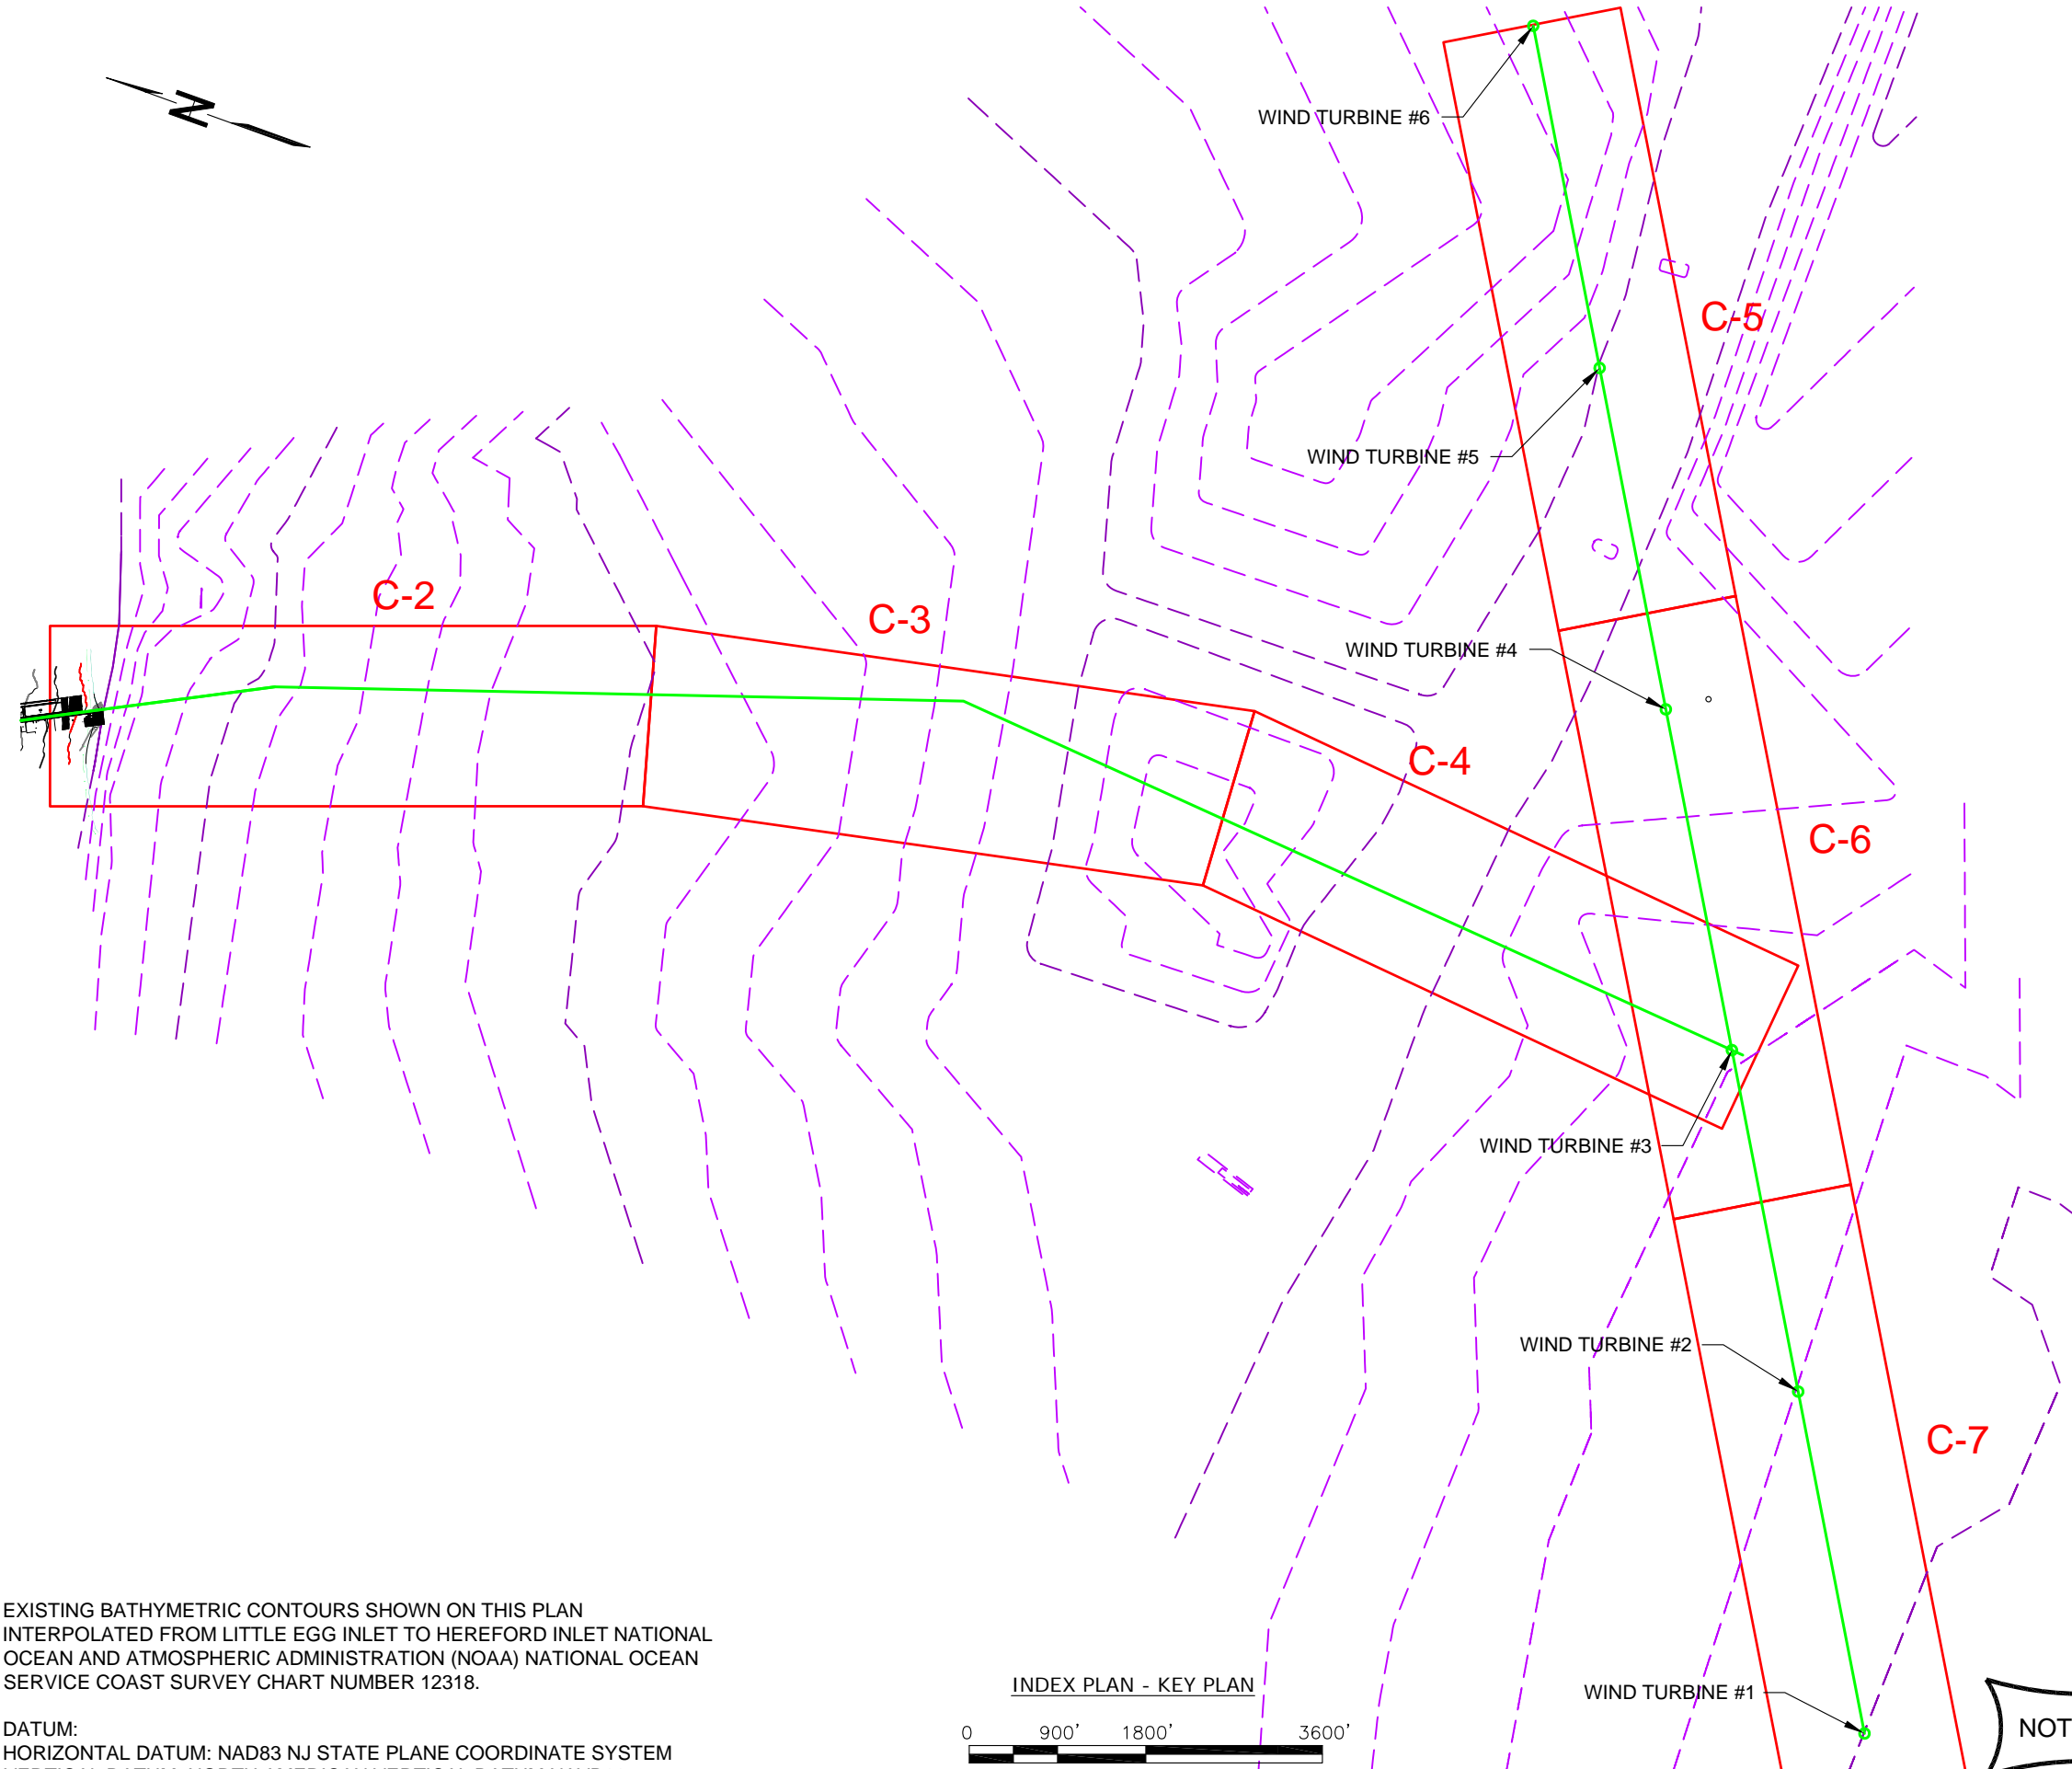 N
WIND TURBINE #6
C-5
WIND TURBINE #5
C-2
C-3
WIND TURBINE #4
C-4
C-6
WIND TURBINE #3
WIND TURBINE #2
C-7
WIND TURBINE #1
NOT
EXISTING BATHYMETRIC CONTOURS SHOWN ON THIS PLAN
INTERPOLATED FROM LITTLE EGG INLET TO HEREFORD INLET NATIONAL
OCEAN AND ATMOSPHERIC ADMINISTRATION (NOAA) NATIONAL OCEAN
SERVICE COAST SURVEY CHART NUMBER 12318.
INDEX PLAN - KEY PLAN
0 900' 1800' 3600'
DATUM:
HORIZONTAL DATUM: NAD83 NJ STATE PLANE COORDINATE SYSTEM